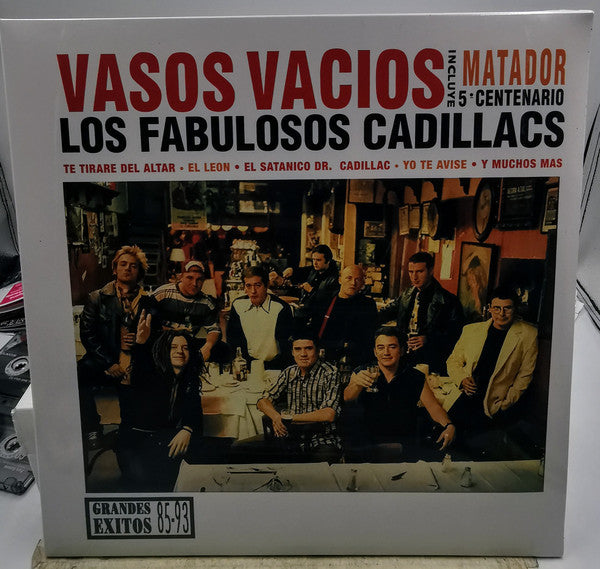 VASOS VACIOS
INCLUYE
MATADOR
5º CENTENARIO
LOS FABULOSOS CADILLACS
TE TIRARE DEL ALTAR • EL LEON • EL SATANICO DR. CADILLAC • YO TE AVISE • Y MUCHOS MAS
GRANDES
EXITOS
85-93